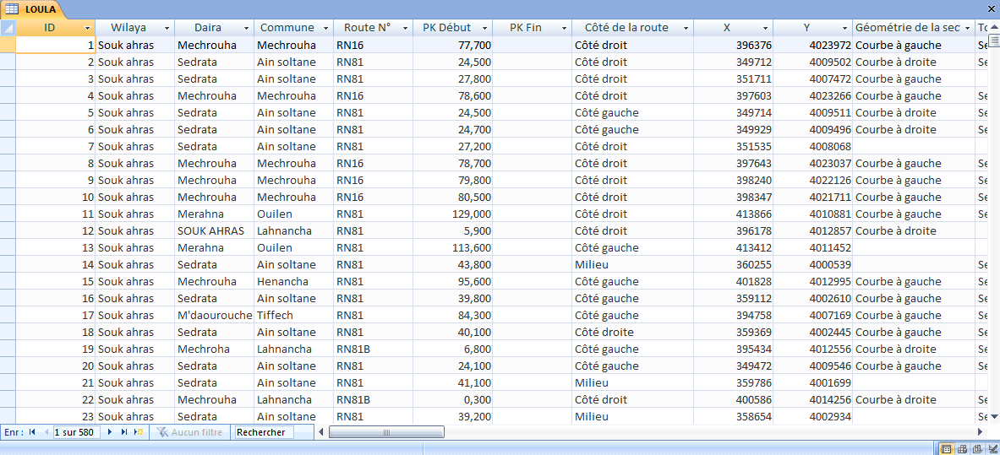 LOULA
ID Wilaya Daira Commune Route N° PK Début PK Fin Côté de la route X Y Géométrie de la sec To
1 Souk ahras Mechrouha Mechrouha RN16 77,700 Côté droit 396376 4023972 Courbe à gauche Se
2 Souk ahras Sedrata Ain soltane RN81 24,500 Côté droit 349712 4009502 Courbe à droite Se
3 Souk ahras Sedrata Ain soltane RN81 27,800 Côté droit 351711 4007472 Courbe à gauche
4 Souk ahras Mechrouha Mechrouha RN16 78,600 Côté droit 397603 4023266 Courbe à gauche Se
5 Souk ahras Sedrata Ain soltane RN81 24,500 Côté gauche 349714 4009511 Courbe à droite Se
6 Souk ahras Sedrata Ain soltane RN81 24,700 Côté gauche 349929 4009496 Courbe à droite Se
7 Souk ahras Sedrata Ain soltane RN81 27,200 Côté droit 351535 4008068
8 Souk ahras Mechrouha Mechrouha RN16 78,700 Côté droit 397643 4023037 Courbe à gauche Se
9 Souk ahras Mechrouha Mechrouha RN16 79,800 Côté droit 398240 4022126 Courbe à gauche Se
10 Souk ahras Mechrouha Mechrouha RN16 80,500 Côté droit 398347 4021711 Courbe à gauche Se
11 Souk ahras Merahna Ouilen RN81 129,000 Côté droit 413866 4010881 Courbe à gauche Se
12 Souk ahras SOUK AHRAS Lahnancha RN81 5,900 Côté droit 396178 4012857 Courbe à droite
13 Souk ahras Merahna Ouilen RN81 113,600 Côté gauche 413412 4011452
14 Souk ahras Sedrata Ain soltane RN81 43,800 Milieu 360255 4000539 Se
15 Souk ahras Mechrouha Henancha RN81 95,600 Côté gauche 401828 4012995 Courbe à gauche Se
16 Souk ahras Sedrata Ain soltane RN81 39,800 Côté gauche 359112 4002610 Courbe à gauche Se
17 Souk ahras M'daourouche Tiffech RN81 84,300 Côté gauche 394758 4007169 Courbe à gauche Se
18 Souk ahras Sedrata Ain soltane RN81 40,100 Côté droite 359369 4002445 Courbe à gauche Se
19 Souk ahras Mechroha Lahnancha RN81B 6,800 Côté gauche 395434 4012556 Courbe à droite Se
20 Souk ahras Sedrata Ain soltane RN81 24,100 Côté gauche 349472 4009546 Courbe à gauche Se
21 Souk ahras Sedrata Ain soltane RN81 41,100 Milieu 359786 4001699 Se
22 Souk ahras Mechrouha Lahnancha RN81B 0,300 Côté droit 400586 4014256 Courbe à droite Se
23 Souk ahras Sedrata Ain soltane RN81 39,200 Milieu 358654 4002934 Se
Enr : 1 sur 580 Aucun filtre Rechercher